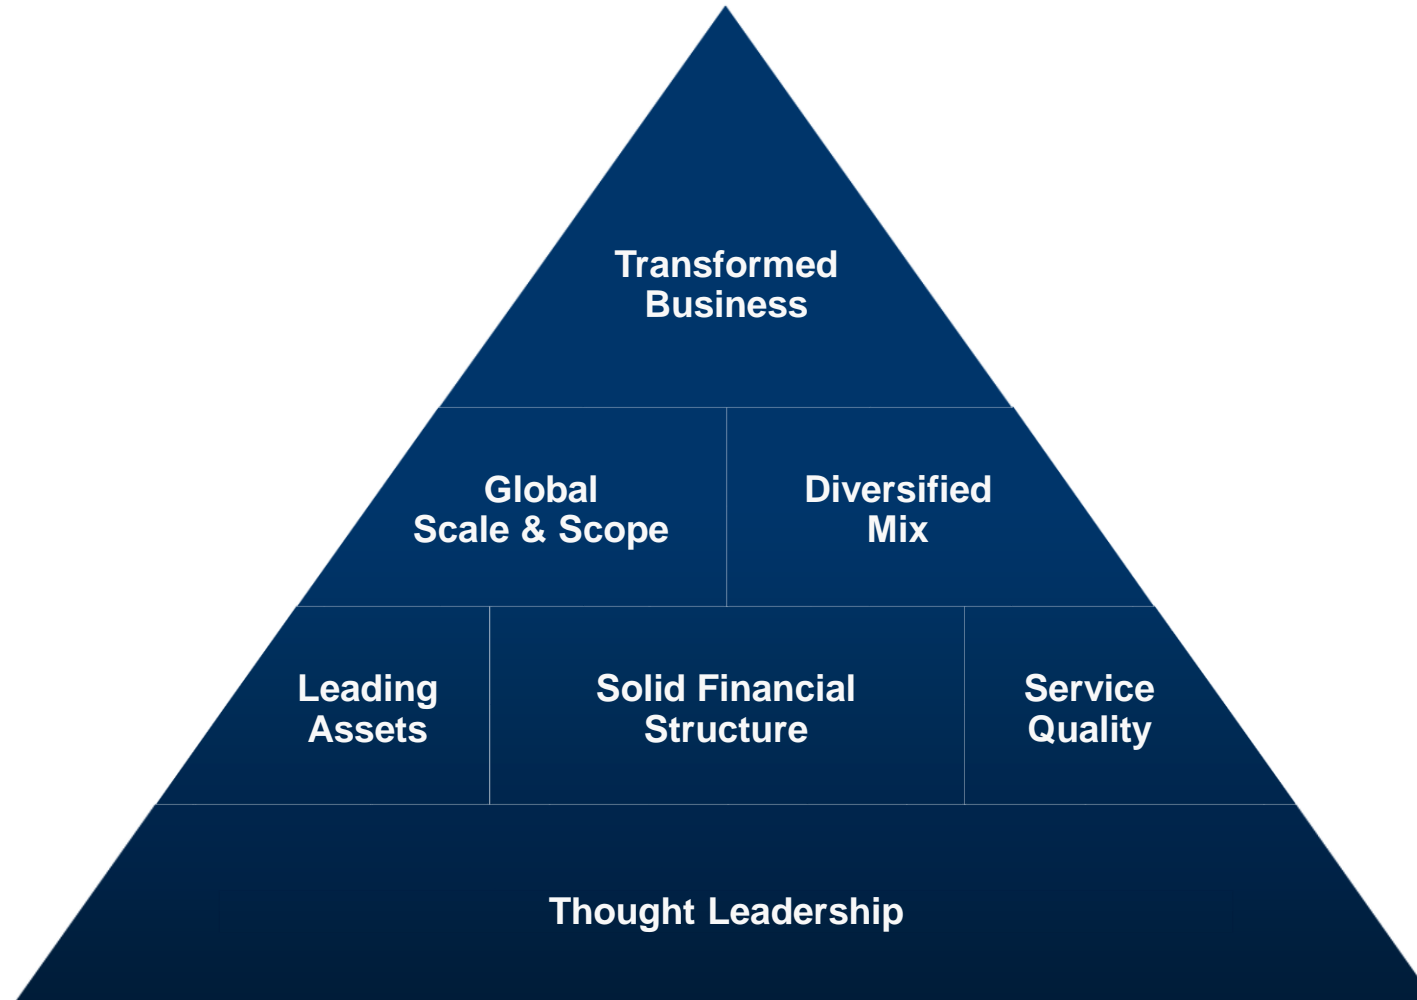 Transformed
Business
Global
Scale & Scope
Diversified
Mix
Leading
Assets
Solid Financial
Structure
Service
Quality
Thought Leadership